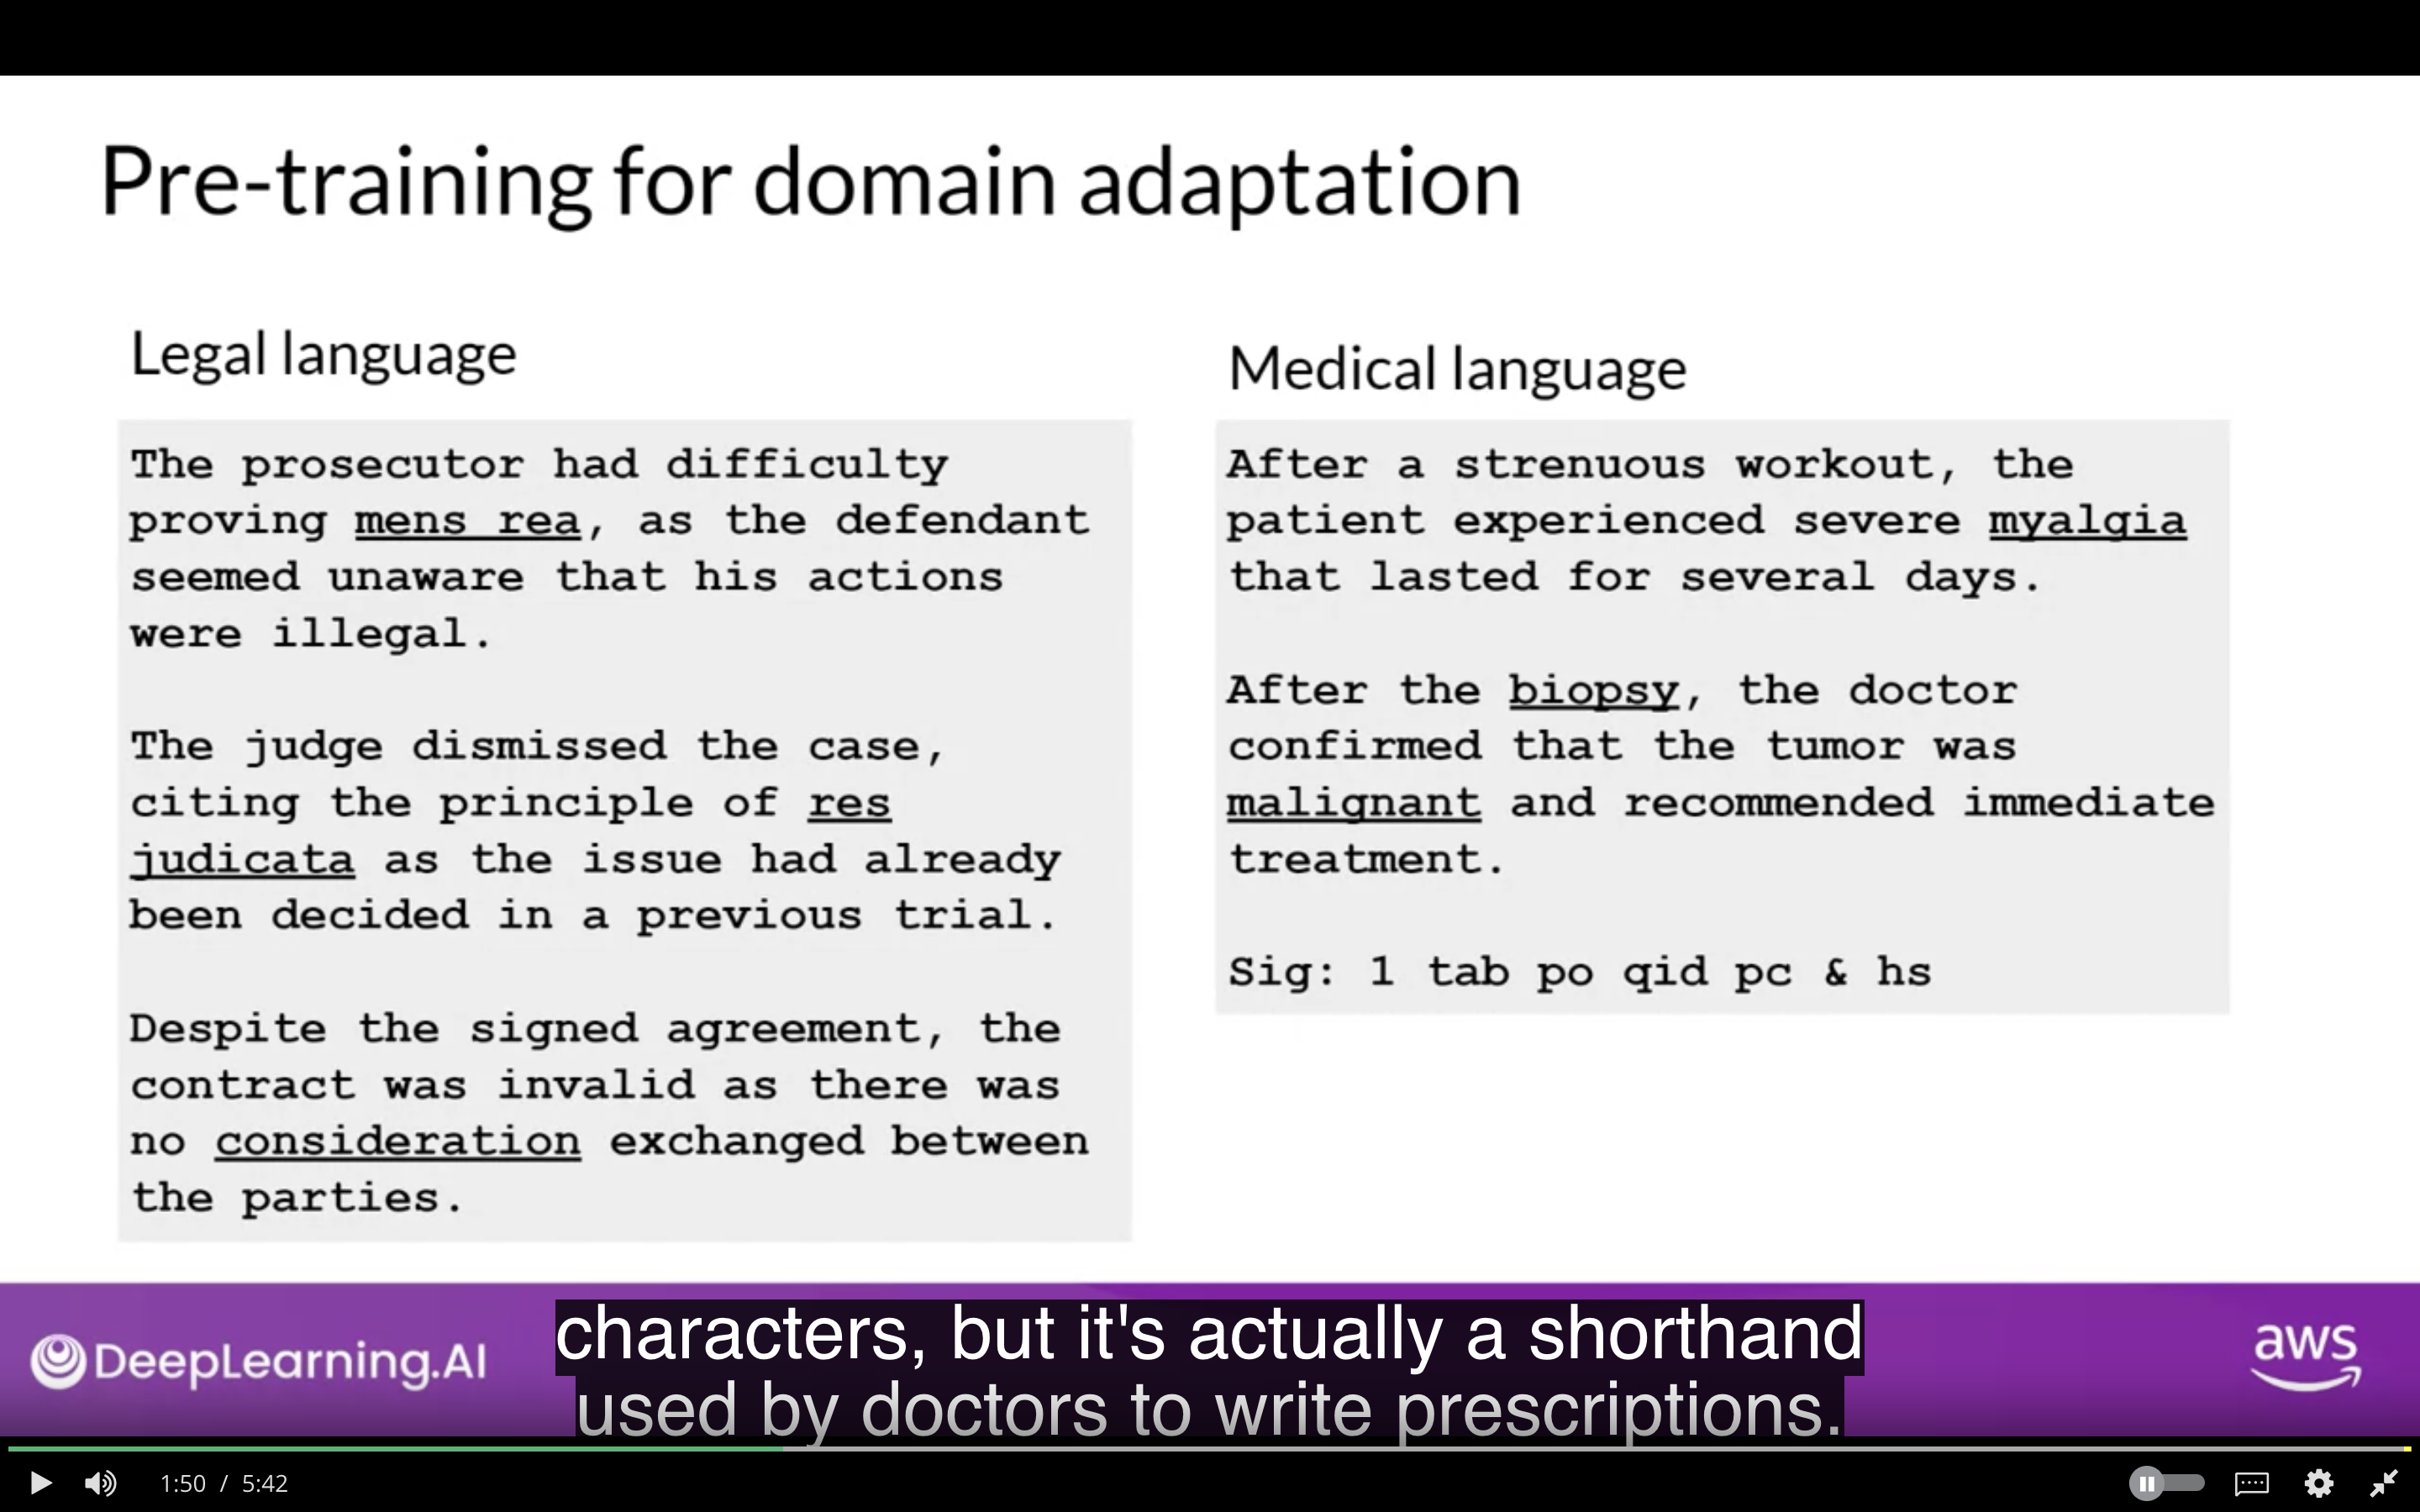 Pre-training for domain adaptation
Legal language
The prosecutor had difficulty
proving mens rea, as the defendant
seemed unaware that his actions
were illegal.
The judge dismissed the case,
citing the principle of res
judicata as the issue had already
been decided in a previous trial.
Despite the signed agreement, the
contract was invalid as there was
no consideration exchanged between
the parties.
Medical language
After a strenuous workout, the
patient experienced severe myalgia
that lasted for several days.
After the biopsy, the doctor
confirmed that the tumor was
malignant and recommended immediate
treatment.
Sig: 1 tab po qid pc & hs
DeepLearning.AI
characters, but it's actually a shorthand
used by doctors to write prescriptions.
aws
1:50 / 5:42